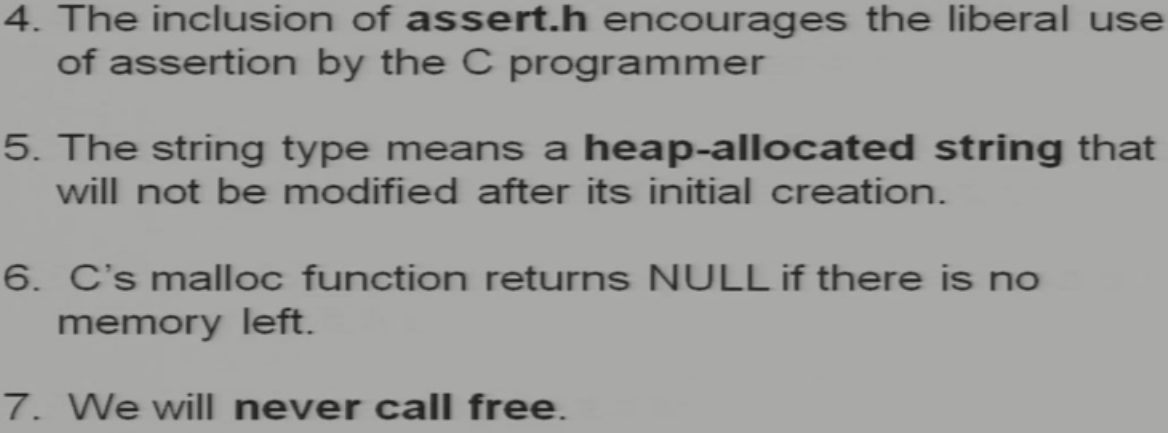 4. The inclusion of assert.h encourages the liberal use
of assertion by the C programmer
5. The string type means a heap-allocated string that
will not be modified after its initial creation.
6. C's malloc function returns NULL if there is no
memory left.
7. We will never call free.